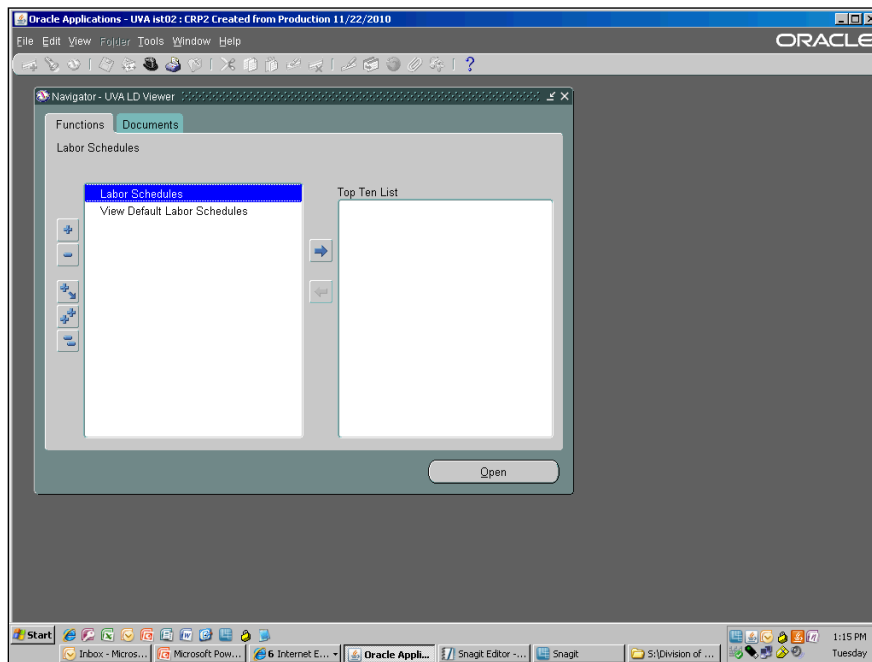 Oracle Applications - UVA ist02 : CRP2 Created from Production 11/22/2010
File Edit View Folder Tools Window Help
ORACLE
Navigator - UVA LD Viewer
Functions Documents
Labor Schedules
Labor Schedules
View Default Labor Schedules
Top Ten List
Open
Start
1:15 PM
Inbox - Micros... Microsoft Pow... 6 Internet E... Oracle Appli... Snagit Editor -... Snagit S:\Division of ... Tuesday